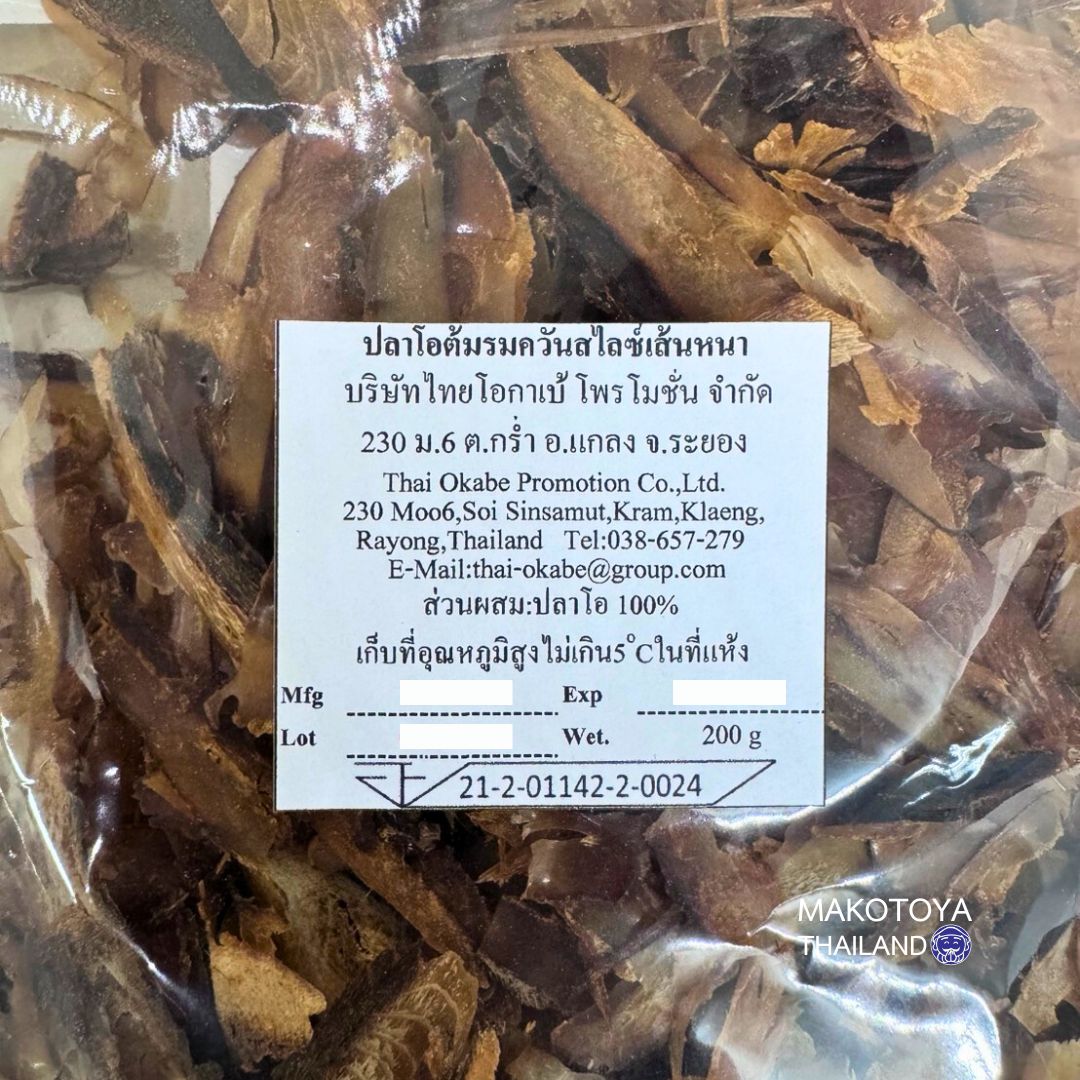 ปลาโอต้มรมควันสไลซ์เส้นหนา
บริษัทไทยโอกาเบ้ โพรโมชั่น จำกัด
230 ม.6 ต.กร่ำ อ.แกลง จ.ระยอง
Thai Okabe Promotion Co.,Ltd.
230 Moo6,Soi Sinsamut,Kram,Klaeng,
Rayong,Thailand Tel:038-657-279
E-Mail:thai-okabe@group.com
ส่วนผสม:ปลาโอ 100%
เก็บที่อุณหภูมิสูงไม่เกิน5°Cในที่แห้ง
Mfg Exp
Lot Wet. 200 g
21-2-01142-2-0024
MAKOTOYA
THAILAND